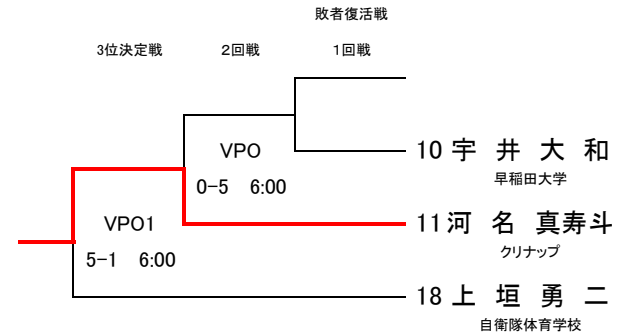 敗者復活戦
3位決定戦 2回戦 1回戦
10 宇 井 大 和
早稲田大学
VPO
0-5 6:00
11 河 名 真寿斗
クリナップ
VPO1
5-1 6:00
18 上 垣 勇 二
自衛隊体育学校